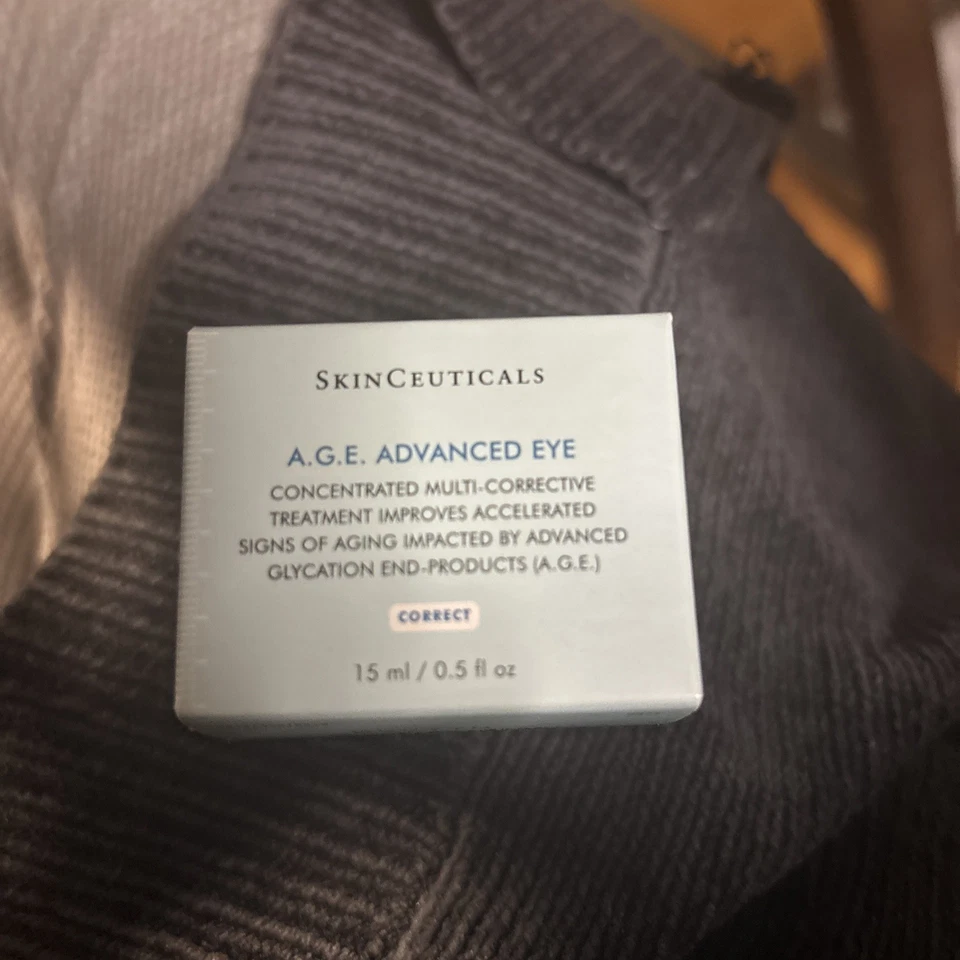 SKINCEUTICALS
A.G.E. ADVANCED EYE
CONCENTRATED MULTI-CORRECTIVE
TREATMENT IMPROVES ACCELERATED
SIGNS OF AGING IMPACTED BY ADVANCED
GLYCATION END-PRODUCTS (A.G.E.)
CORRECT
15 ml / 0.5 fl oz